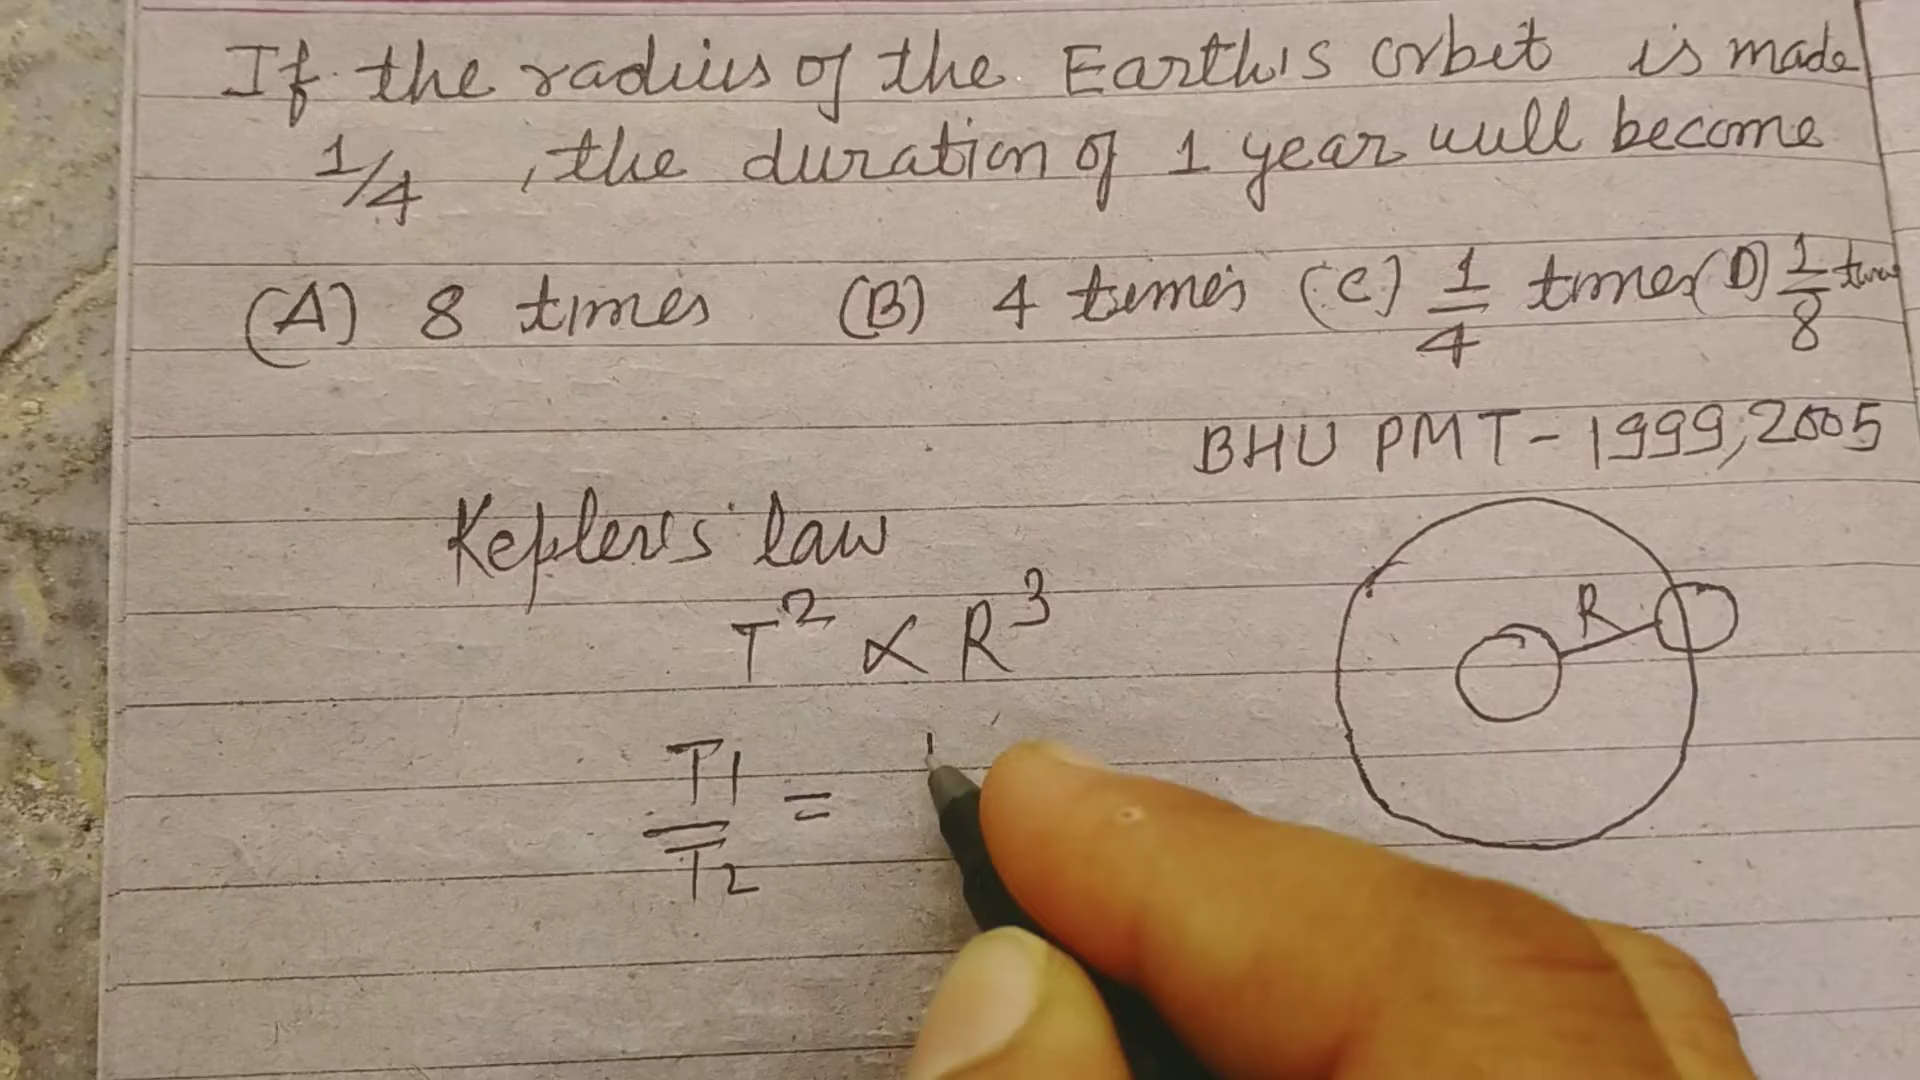 If the radius of the Earth's orbit is made
1/4 , the duration of 1 year will become
(A) 8 times (B) 4 times (C) 1/4 times (D) 1/8 times
BHU PMT - 1999, 2005
Kepler's law
T² ∝ R³
R
T1/T2 =